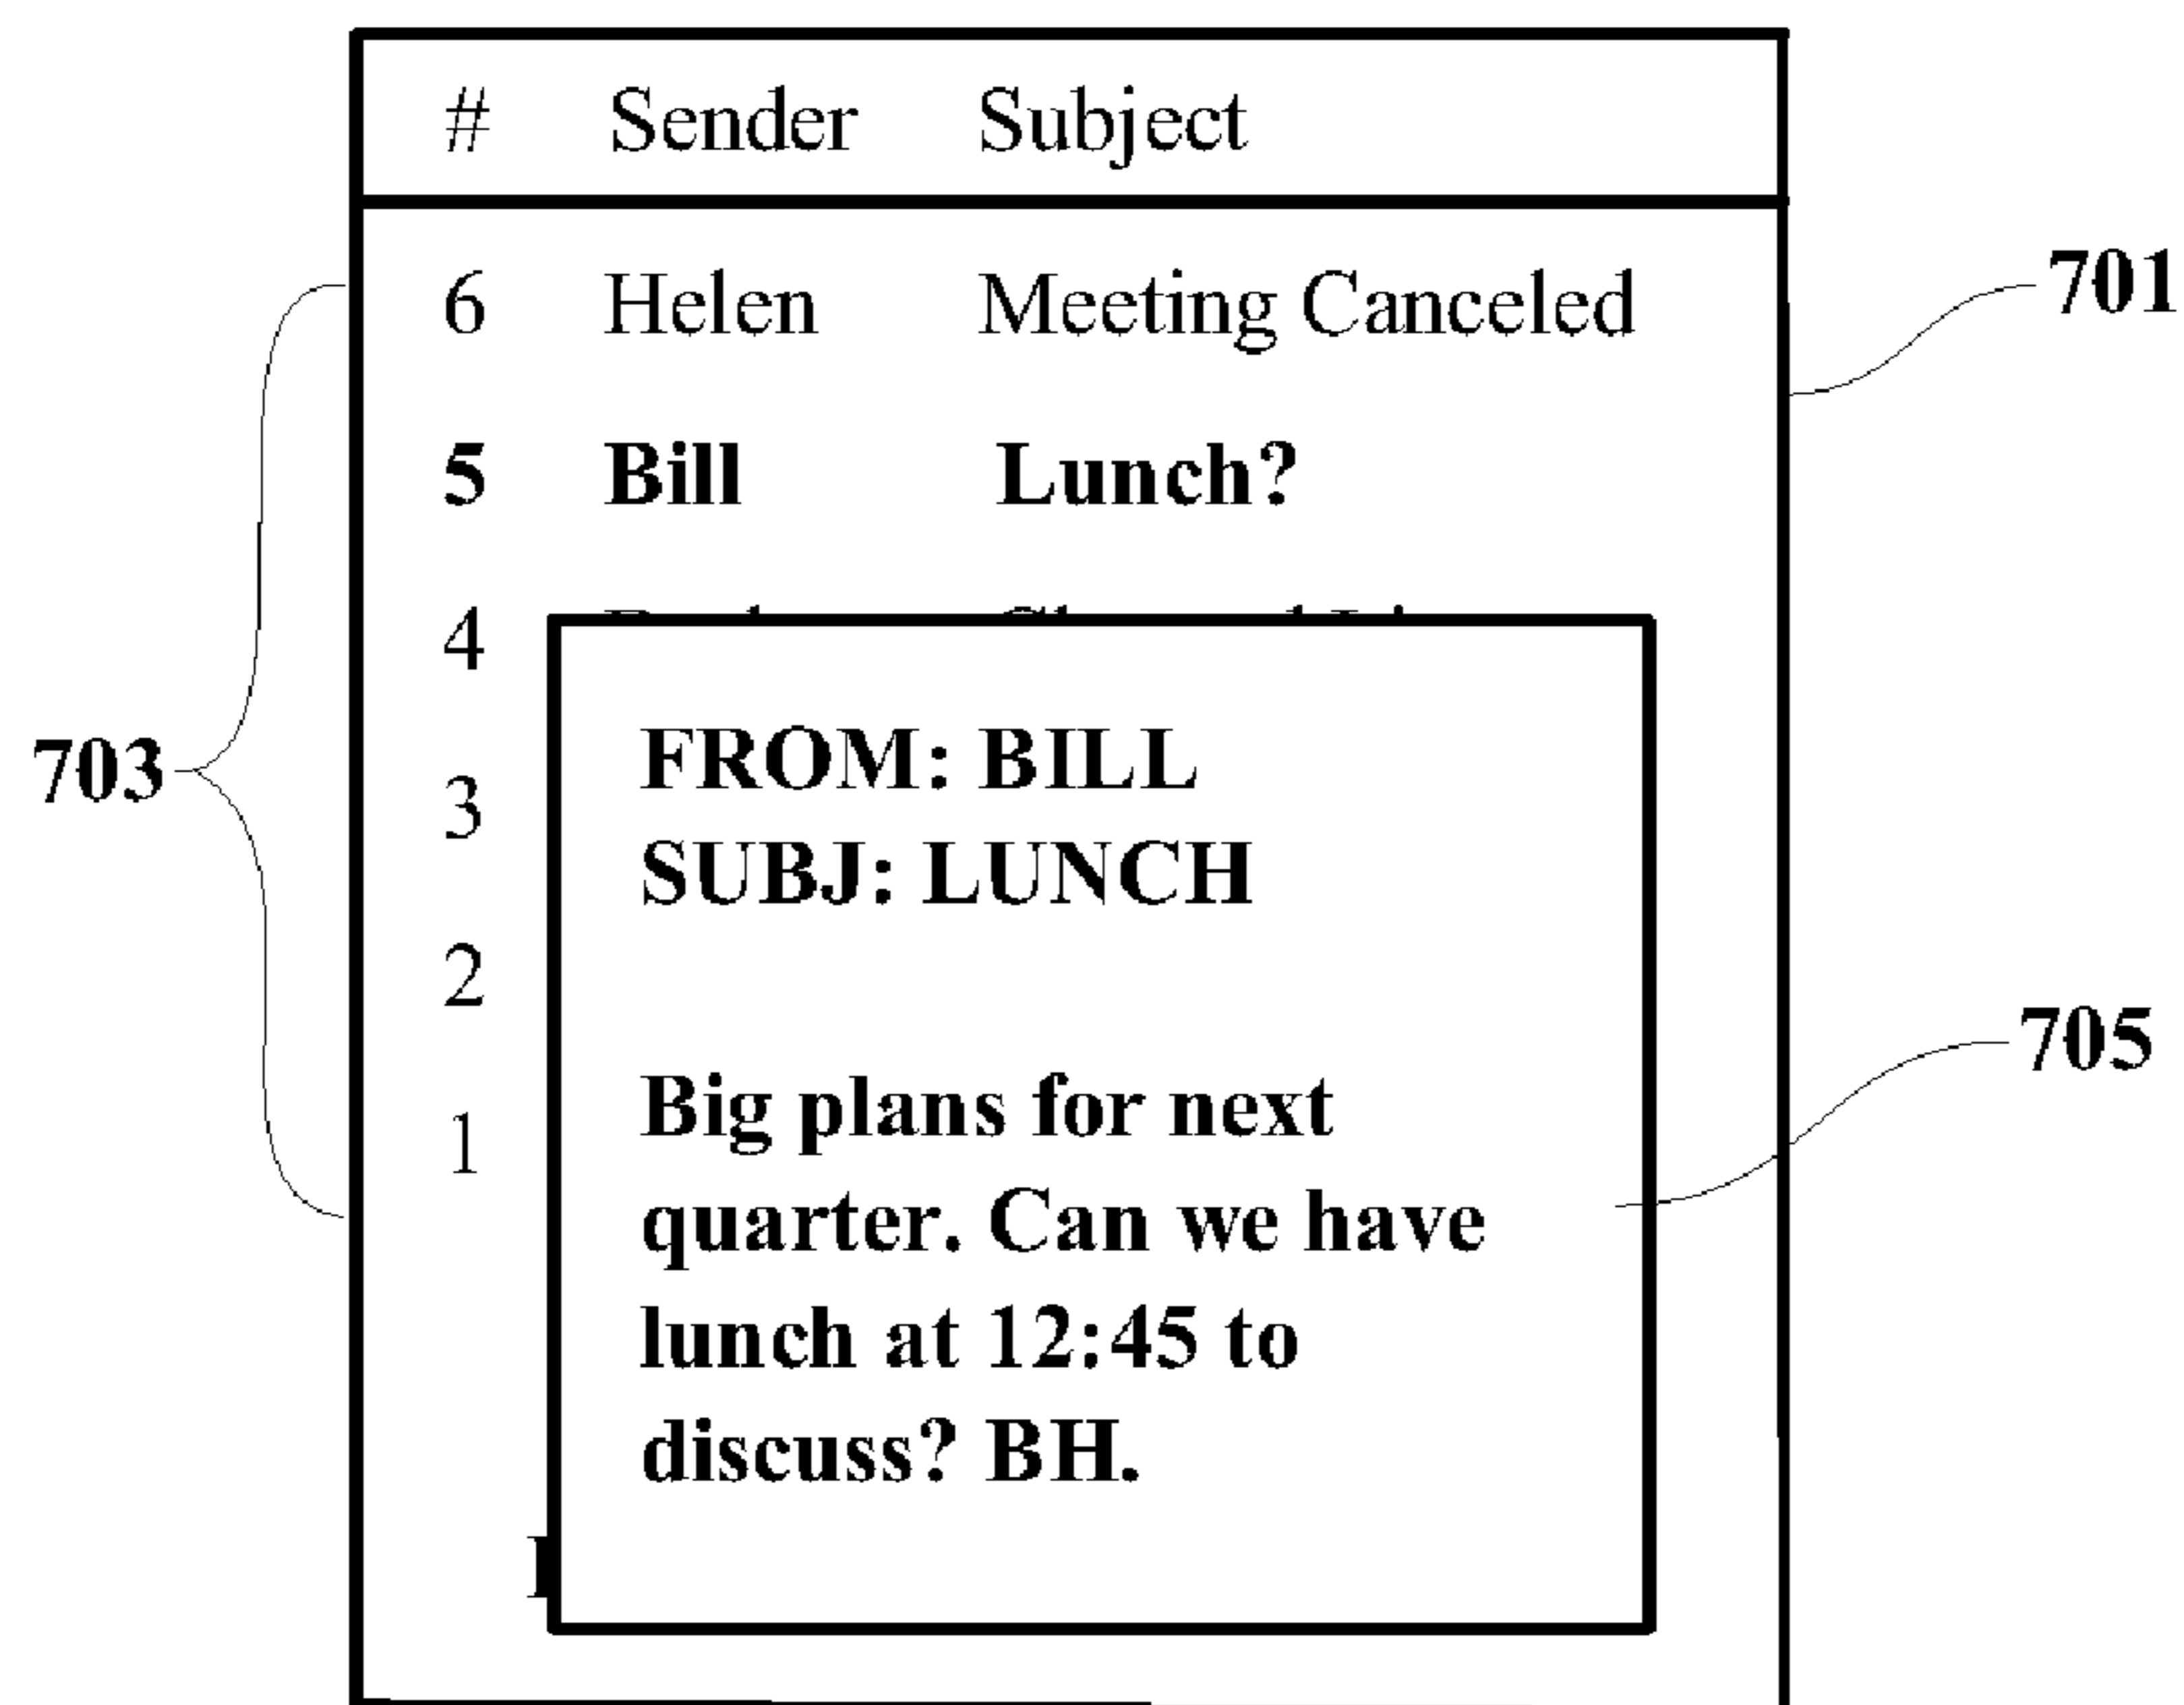 # Sender Subject
6 Helen Meeting Canceled
701
5 Bill Lunch?
4
703
3
2
1
FROM: BILL
SUBJ: LUNCH
Big plans for next
quarter. Can we have
lunch at 12:45 to
discuss? BH.
705